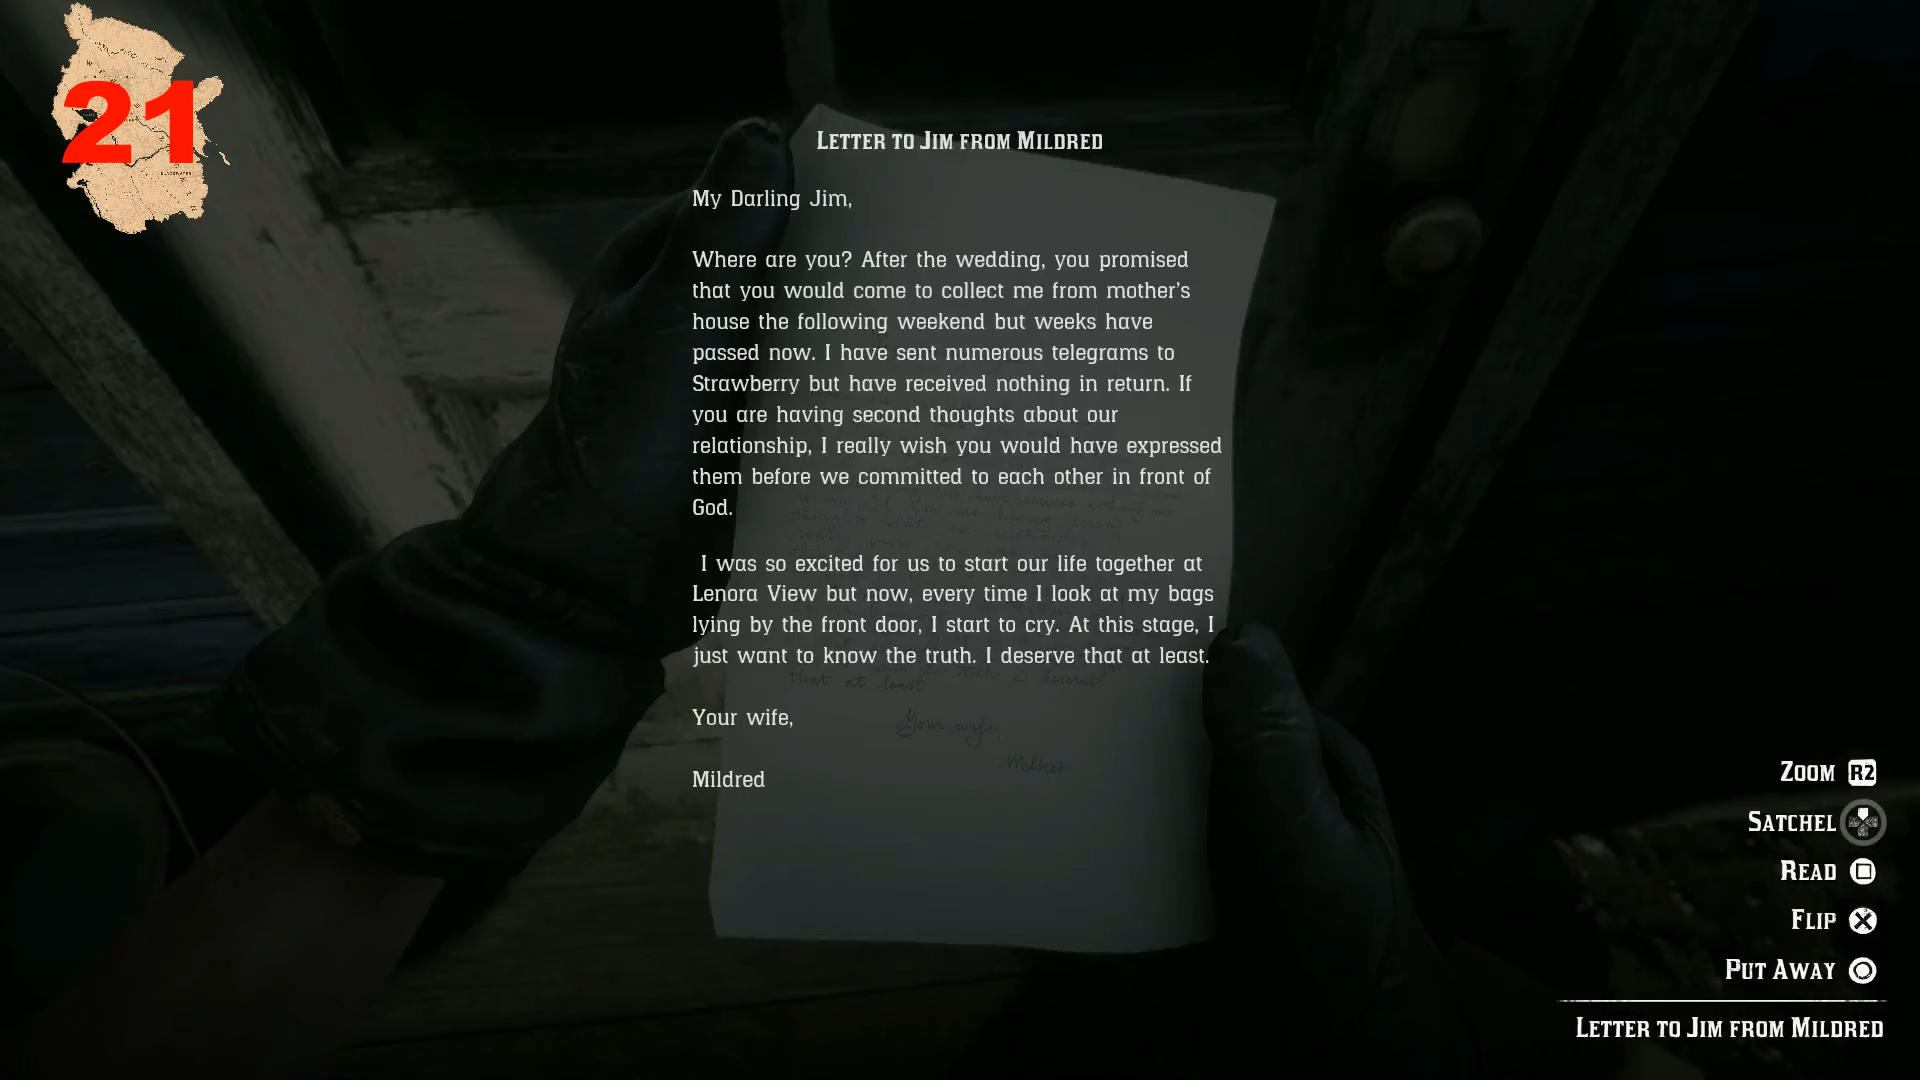 21
LETTER TO JIM FROM MILDRED
My Darling Jim,
Where are you? After the wedding, you promised
that you would come to collect me from mother's
house the following weekend but weeks have
passed now. I have sent numerous telegrams to
Strawberry but have received nothing in return. If
you are having second thoughts about our
relationship, I really wish you would have expressed
them before we committed to each other in front of
God.
I was so excited for us to start our life together at
Lenora View but now, every time I look at my bags
lying by the front door, I start to cry. At this stage, I
just want to know the truth. I deserve that at least.
Your wife,
Mildred
that at least
Your wife,
Mildred
ZOOM R2
SATCHEL
READ
FLIP
PUT AWAY
LETTER TO JIM FROM MILDRED